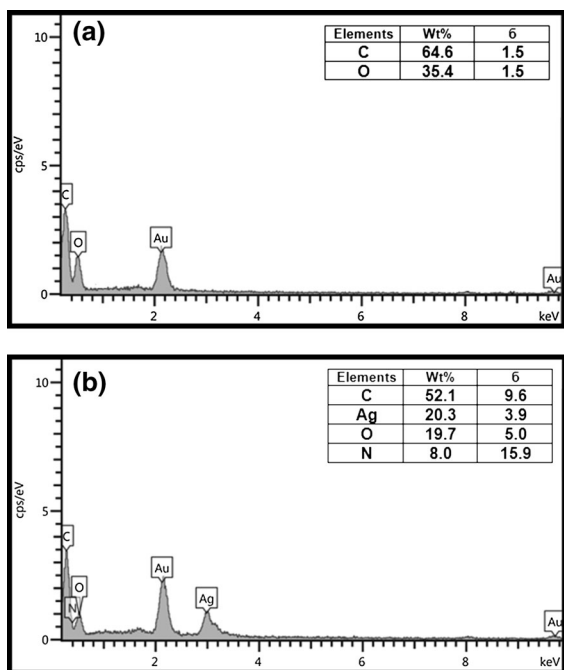 (a)
Elements Wt% б
C 64.6 1.5
O 35.4 1.5
10
cps/eV
5
C
O
Au
Au
0
2 4 6 8 keV
(b)
Elements Wt% б
C 52.1 9.6
Ag 20.3 3.9
O 19.7 5.0
N 8.0 15.9
10
cps/eV
5
C
O
N
Au
Ag
Au
0
2 4 6 8 keV